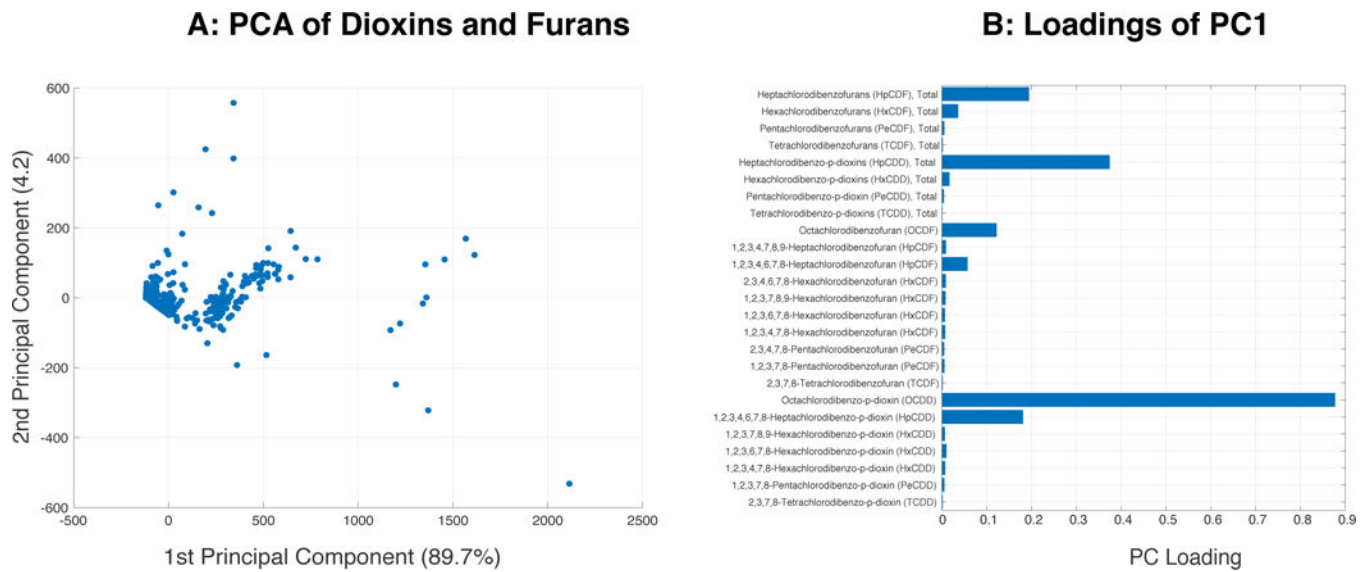 A: PCA of Dioxins and Furans
600
400
200
0
-200
-400
-600
-500
0
500
1000
1500
2000
2500
2nd Principal Component (4.2)
1st Principal Component (89.7%)
B: Loadings of PC1
Heptachlorodibenzofurans (HpCDF), Total
Hexachlorodibenzofurans (HxCDF), Total
Pentachlorodibenzofurans (PeCDF), Total
Tetrachlorodibenzofurans (TCDF), Total
Heptachlorodibenzo-p-dioxins (HpCDD), Total
Hexachlorodibenzo-p-dioxins (HxCDD), Total
Pentachlorodibenzo-p-dioxin (PeCDD), Total
Tetrachlorodibenzo-p-dioxins (TCDD), Total
Octachlorodibenzofuran (OCDF)
1,2,3,4,7,8,9-Heptachlorodibenzofuran (HpCDF)
1,2,3,4,6,7,8-Heptachlorodibenzofuran (HpCDF)
2,3,4,6,7,8-Hexachlorodibenzofuran (HxCDF)
1,2,3,7,8,9-Hexachlorodibenzofuran (HxCDF)
1,2,3,6,7,8-Hexachlorodibenzofuran (HxCDF)
1,2,3,4,7,8-Hexachlorodibenzofuran (HxCDF)
2,3,4,7,8-Pentachlorodibenzofuran (PeCDF)
1,2,3,7,8-Pentachlorodibenzofuran (PeCDF)
2,3,7,8-Tetrachlorodibenzofuran (TCDF)
Octachlorodibenzo-p-dioxin (OCDD)
1,2,3,4,6,7,8-Heptachlorodibenzo-p-dioxin (HpCDD)
1,2,3,7,8,9-Hexachlorodibenzo-p-dioxin (HxCDD)
1,2,3,6,7,8-Hexachlorodibenzo-p-dioxin (HxCDD)
1,2,3,4,7,8-Hexachlorodibenzo-p-dioxin (HxCDD)
1,2,3,7,8-Pentachlorodibenzo-p-dioxin (PeCDD)
2,3,7,8-Tetrachlorodibenzo-p-dioxin (TCDD)
0
0.1
0.2
0.3
0.4
0.5
0.6
0.7
0.8
0.9
PC Loading